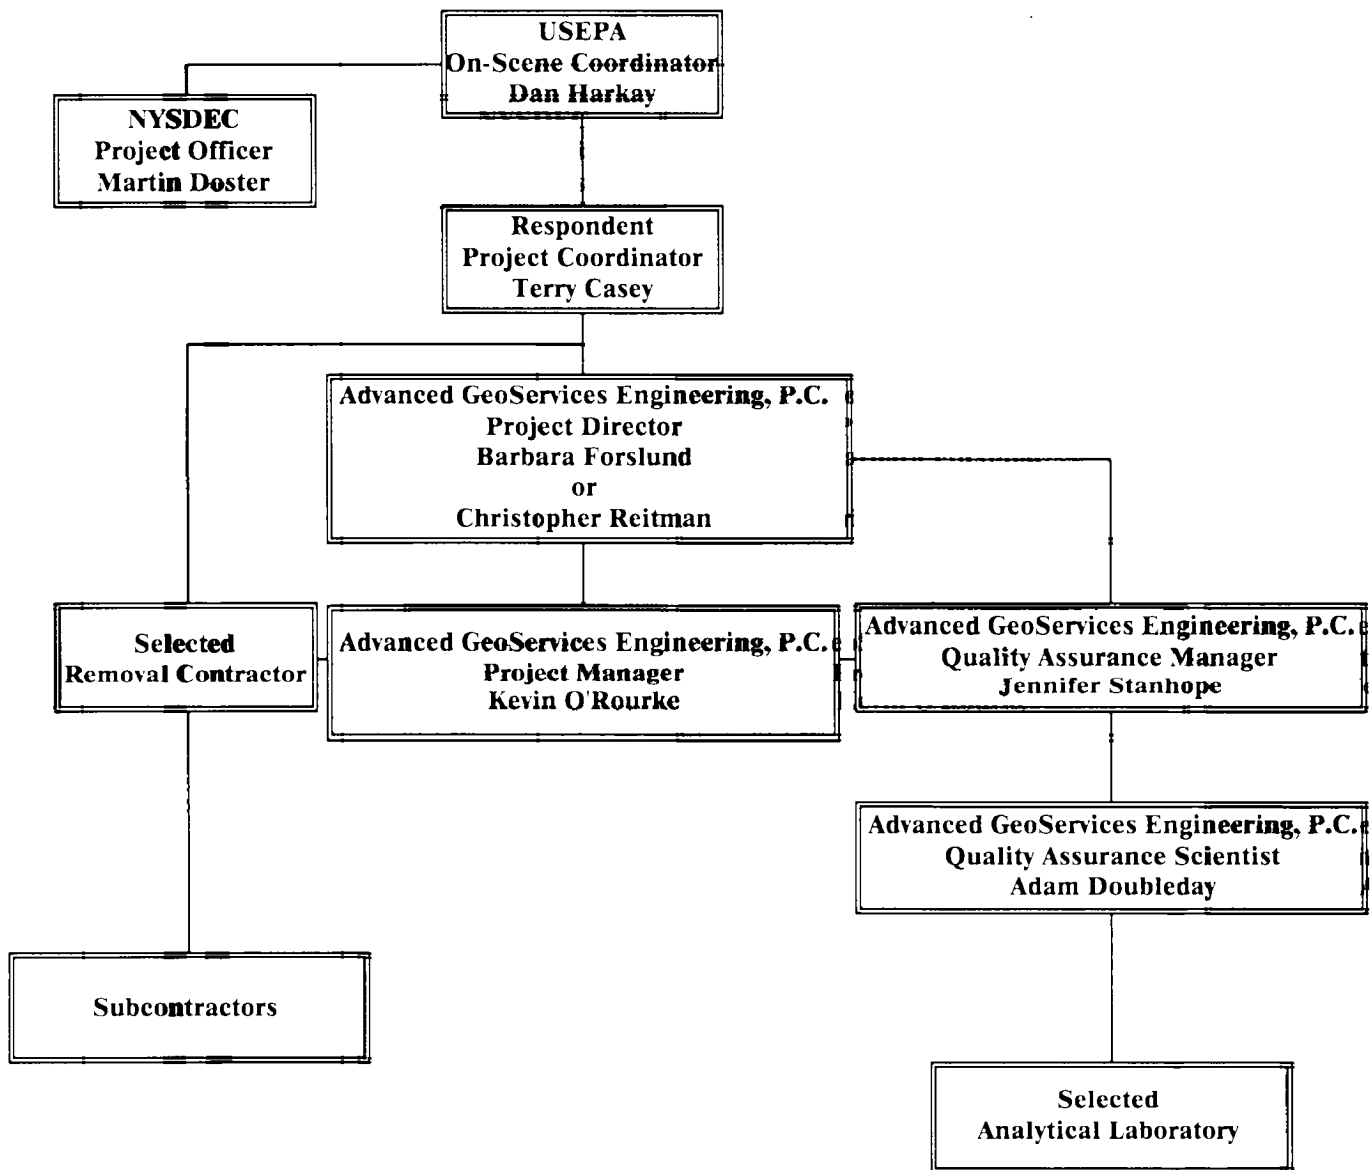 USEPA
On-Scene Coordinator
Dan Harkay
NYSDEC
Project Officer
Martin Doster
Respondent
Project Coordinator
Terry Casey
Advanced GeoServices Engineering, P.C.
Project Director
Barbara Forslund
or
Christopher Reitman
Selected
Removal Contractor
Advanced GeoServices Engineering, P.C.
Project Manager
Kevin O'Rourke
Advanced GeoServices Engineering, P.C.
Quality Assurance Manager
Jennifer Stanhope
Advanced GeoServices Engineering, P.C.
Quality Assurance Scientist
Adam Doubleday
Subcontractors
Selected
Analytical Laboratory